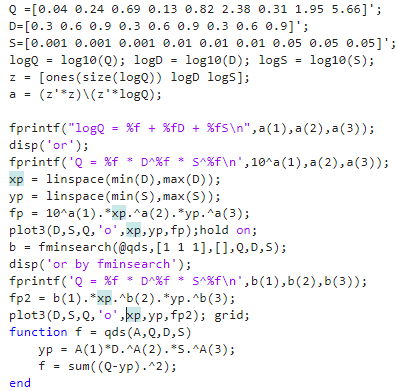 Q =[0.04 0.24 0.69 0.13 0.82 2.38 0.31 1.95 5.66]';
D=[0.3 0.6 0.9 0.3 0.6 0.9 0.3 0.6 0.9]';
S=[0.001 0.001 0.001 0.01 0.01 0.01 0.05 0.05 0.05]';
logQ = log10(Q); logD = log10(D); logS = log10(S);
z = [ones(size(logQ)) logD logS];
a = (z'*z)\(z'*logQ);
fprintf("logQ = %f + %fD + %fS\n",a(1),a(2),a(3));
disp('or');
fprintf('Q = %f * D^%f * S^%f\n',10^a(1),a(2),a(3));
xp = linspace(min(D),max(D));
yp = linspace(min(S),max(S));
fp = 10^a(1).*xp.^a(2).*yp.^a(3);
plot3(D,S,Q,'o',xp,yp,fp);hold on;
b = fminsearch(@qds,[1 1 1],[],Q,D,S);
disp('or by fminsearch');
fprintf('Q = %f * D^%f * S^%f\n',b(1),b(2),b(3));
fp2 = b(1).*xp.^b(2).*yp.^b(3);
plot3(D,S,Q,'o',xp,yp,fp2); grid;
function f = qds(A,Q,D,S)
yp = A(1)*D.^A(2).*S.^A(3);
f = sum((Q-yp).^2);
end